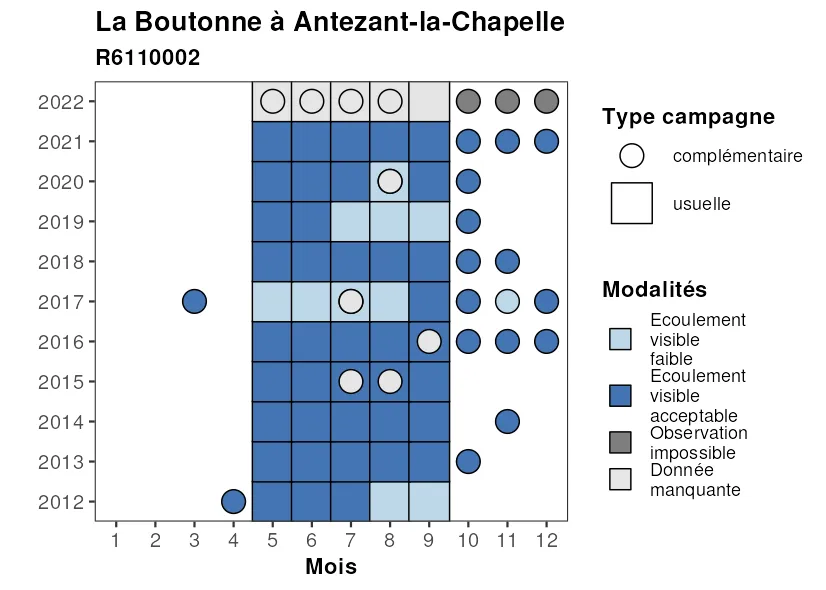 La Boutonne à Antezant-la-Chapelle
R6110002
2022
2021
2020
2019
2018
2017
2016
2015
2014
2013
2012
1 2 3 4 5 6 7 8 9 10 11 12
Mois
Type campagne
complémentaire
usuelle
Modalités
Ecoulement
visible
faible
Ecoulement
visible
acceptable
Observation
impossible
Donnée
manquante